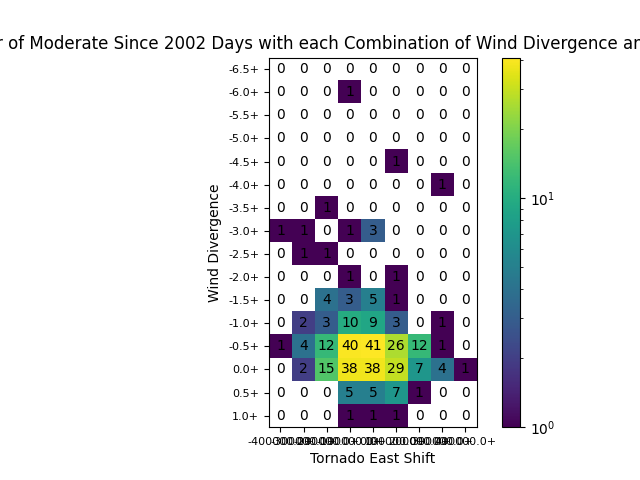 r of Moderate Since 2002 Days with each Combination of Wind Divergence a
-6.5+ 0 0 0 0 0 0 0 0 0
-6.0+ 0 0 0 1 0 0 0 0 0
-5.5+ 0 0 0 0 0 0 0 0 0
-5.0+ 0 0 0 0 0 0 0 0 0
-4.5+ 0 0 0 0 0 1 0 0 0
-4.0+ 0 0 0 0 0 0 0 1 0
-3.5+ 0 0 1 0 0 0 0 0 0
-3.0+ 1 1 0 1 3 0 0 0 0
-2.5+ 0 1 1 0 0 0 0 0 0
-2.0+ 0 0 0 1 0 1 0 0 0
-1.5+ 0 0 4 3 5 1 0 0 0
-1.0+ 0 2 3 10 9 3 0 1 0
-0.5+ 1 4 12 40 41 26 12 1 0
0.0+ 0 2 15 38 38 29 7 4 1
0.5+ 0 0 0 5 5 7 1 0 0
1.0+ 0 0 0 1 1 1 0 0 0
Wind Divergence
Tornado East Shift
10^1
10^0